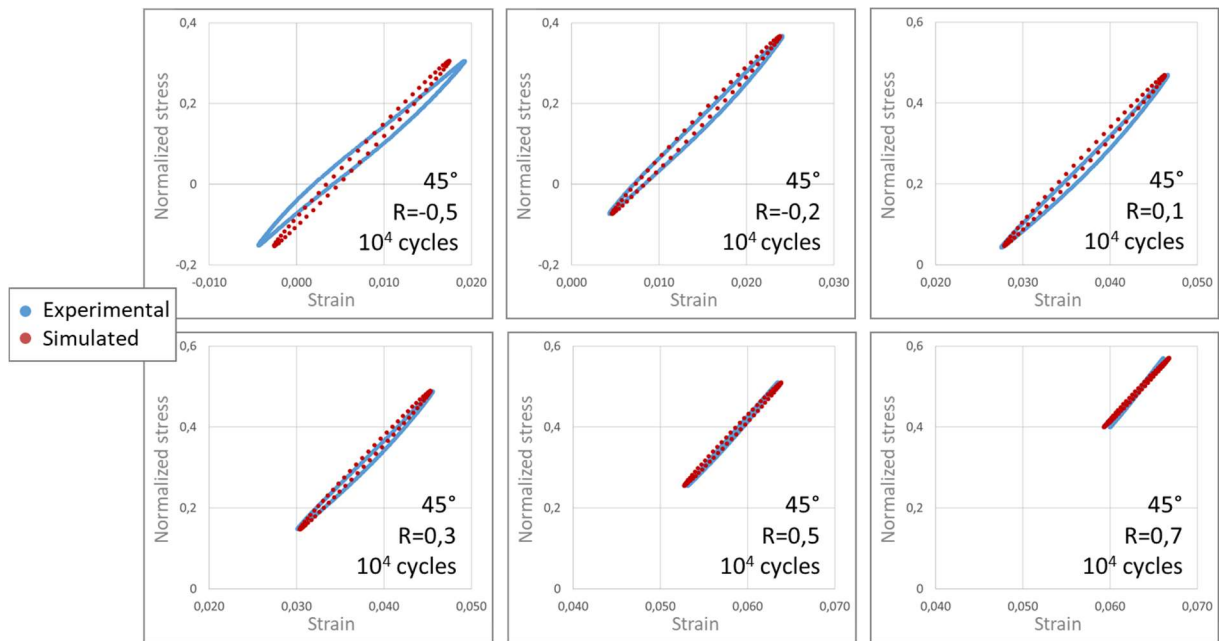 0,4
0,2
0
-0,2
-0,010
0,000
0,010
0,020
Normalized stress
Strain
45°
R=-0,5
10⁴ cycles
0,4
0,2
0
-0,2
0,000
0,010
0,020
0,030
Normalized stress
Strain
45°
R=-0,2
10⁴ cycles
0,6
0,4
0,2
0
0,020
0,030
0,040
0,050
Normalized stress
Strain
45°
R=0,1
10⁴ cycles
Experimental
Simulated
0,6
0,4
0,2
0
0,020
0,030
0,040
0,050
Normalized stress
Strain
45°
R=0,3
10⁴ cycles
0,6
0,4
0,2
0
0,040
0,050
0,060
0,070
Normalized stress
Strain
45°
R=0,5
10⁴ cycles
0,6
0,4
0,2
0
0,040
0,050
0,060
0,070
Normalized stress
Strain
45°
R=0,7
10⁴ cycles